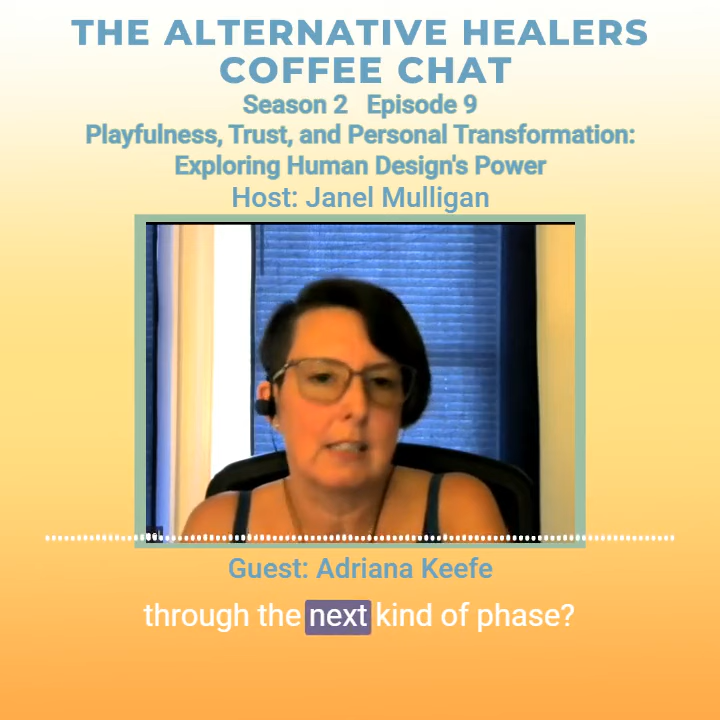 THE ALTERNATIVE HEALERS
COFFEE CHAT
Season 2 Episode 9
Playfulness, Trust, and Personal Transformation:
Exploring Human Design's Power
Host: Janel Mulligan
Guest: Adriana Keefe
through the next kind of phase?